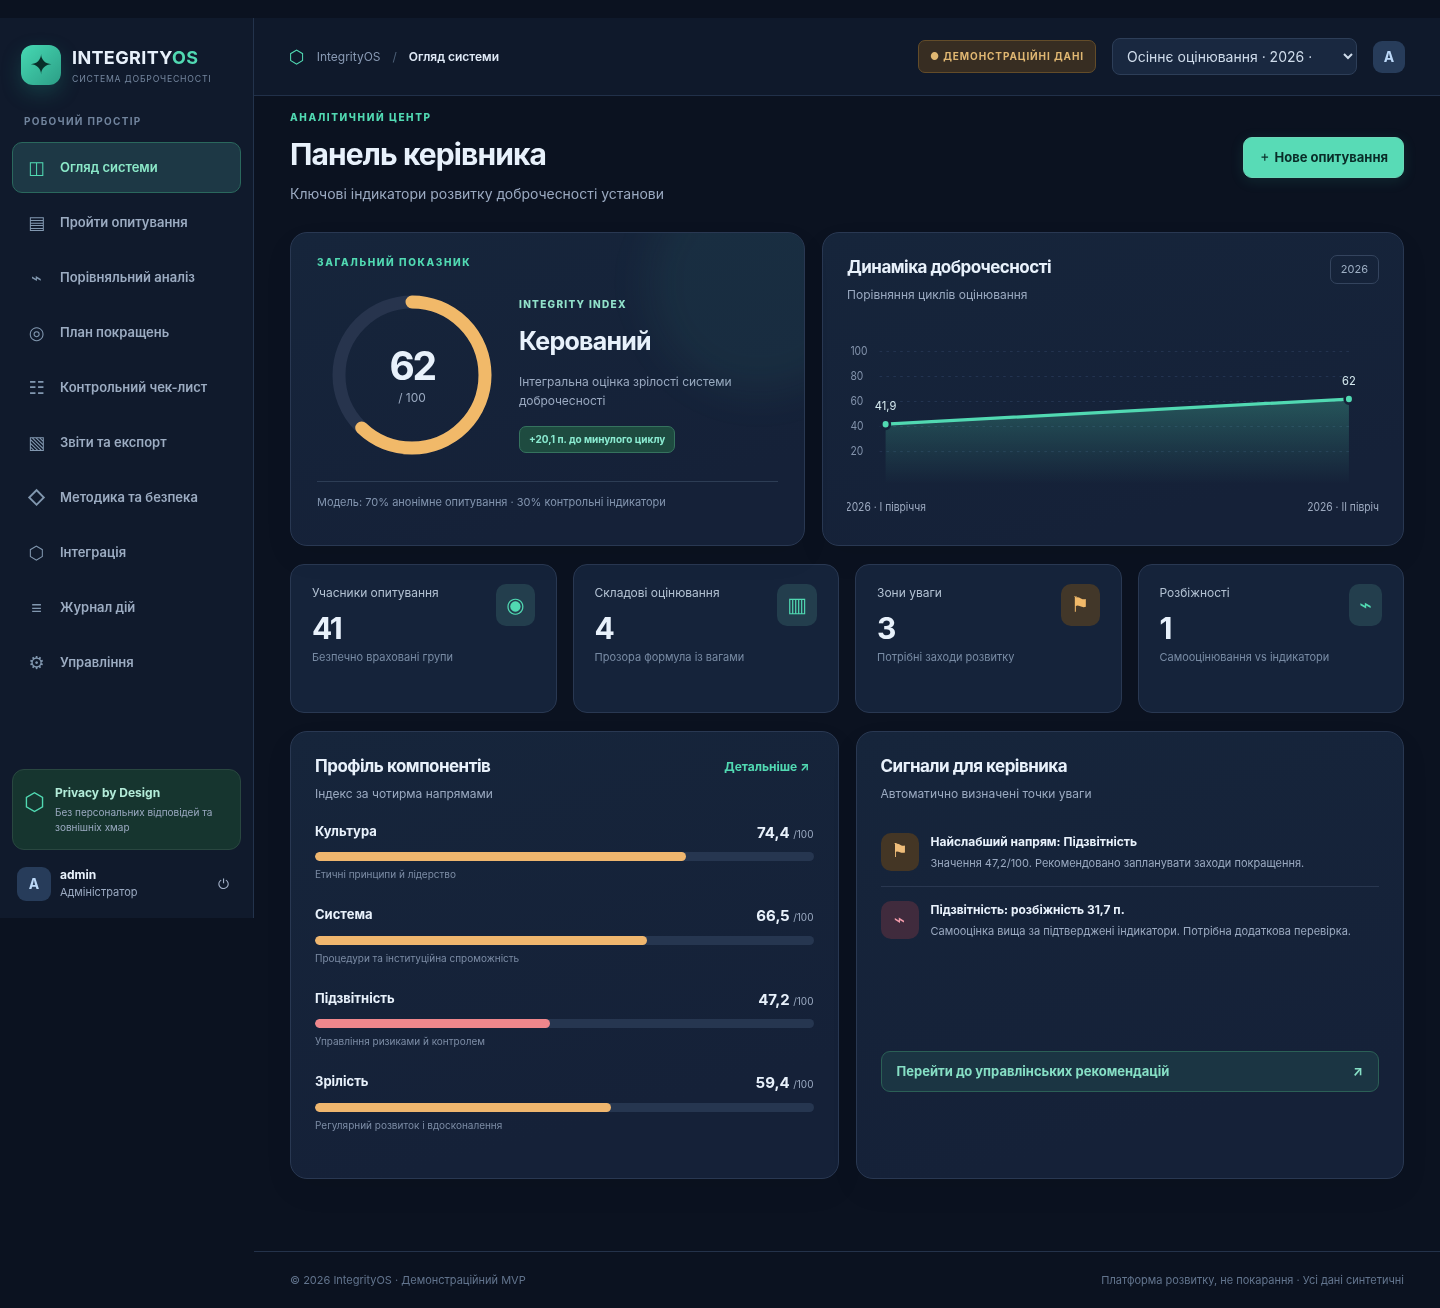 INTEGRITYOS
СИСТЕМА ДОБРОЧЕСНОСТІ
РОБОЧИЙ ПРОСТІР
Огляд системи
Пройти опитування
Порівняльний аналіз
План покращень
Контрольний чек-лист
Звіти та експорт
Методика та безпека
Інтеграція
Журнал дій
Управління
Privacy by Design
Без персональних відповідей та
зовнішніх хмар
A
admin
Адміністратор
IntegrityOS / Огляд системи
ДЕМОНСТРАЦІЙНІ ДАНІ
Осіннє оцінювання · 2026 ·
A
АНАЛІТИЧНИЙ ЦЕНТР
Панель керівника
Ключові індикатори розвитку доброчесності установи
+ Нове опитування
ЗАГАЛЬНИЙ ПОКАЗНИК
62
/ 100
INTEGRITY INDEX
Керований
Інтегральна оцінка зрілості системи
доброчесності
+20,1 п. до минулого циклу
Модель: 70% анонімне опитування · 30% контрольні індикатори
Динаміка доброчесності
2026
Порівняння циклів оцінювання
100
80
60
40
20
41,9
62
2026 · І півріччя
2026 · ІІ півріч
Учасники опитування
41
Безпечно враховані групи
Складові оцінювання
4
Прозора формула із вагами
Зони уваги
3
Потрібні заходи розвитку
Розбіжності
1
Самооцінювання vs індикатори
Профіль компонентів
Детальніше ↗
Індекс за чотирма напрямами
Культура
74,4 /100
Етичні принципи й лідерство
Система
66,5 /100
Процедури та інституційна спроможність
Підзвітність
47,2 /100
Управління ризиками й контролем
Зрілість
59,4 /100
Регулярний розвиток і вдосконалення
Сигнали для керівника
Автоматично визначені точки уваги
Найслабший напрям: Підзвітність
Значення 47,2/100. Рекомендовано запланувати заходи покращення.
Підзвітність: розбіжність 31,7 п.
Самооцінка вища за підтверджені індикатори. Потрібна додаткова перевірка.
Перейти до управлінських рекомендацій ↗
© 2026 IntegrityOS · Демонстраційний MVP
Платформа розвитку, не покарання · Усі дані синтетичні